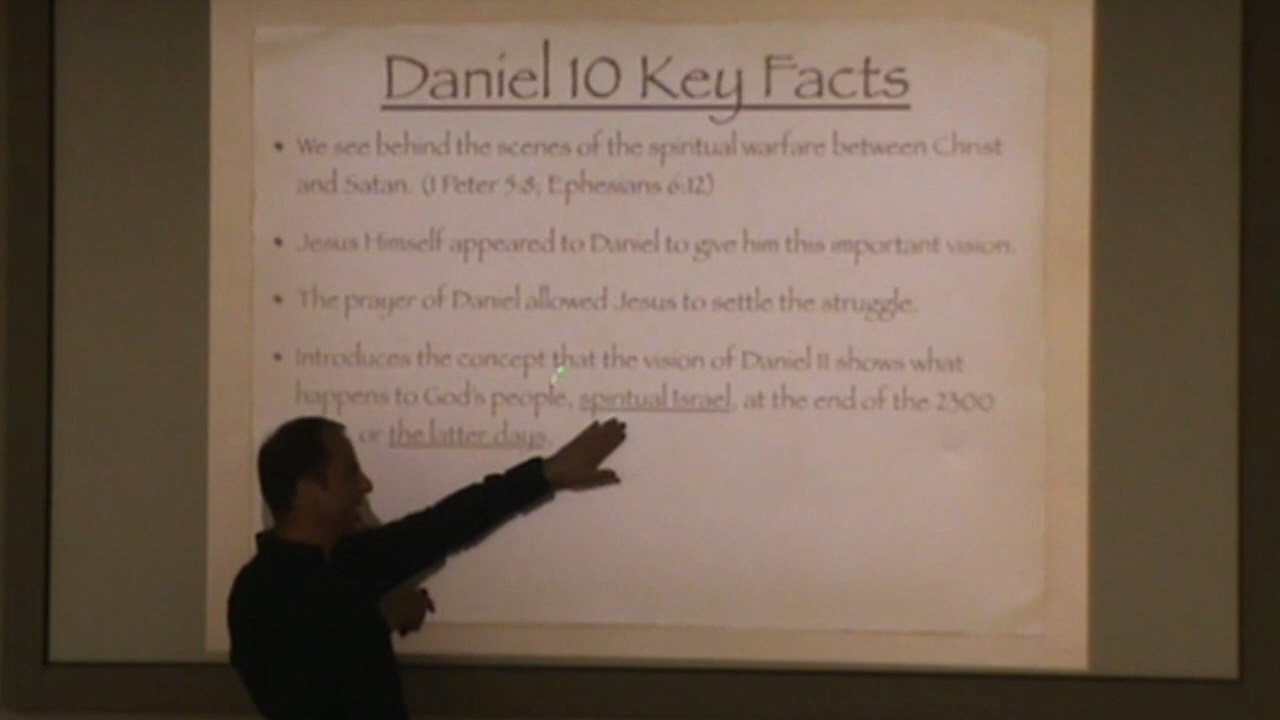 Daniel 10 Key Facts
• We see behind the scenes of the spiritual warfare between Christ
and Satan. (1 Peter 5:8; Ephesians 6:12)
• Jesus Himself appeared to Daniel to give him this important vision.
• The prayer of Daniel allowed Jesus to settle the struggle.
• Introduces the concept that the vision of Daniel 11 shows what
happens to God's people, spiritual Israel, at the end of the 2300
or the latter days.